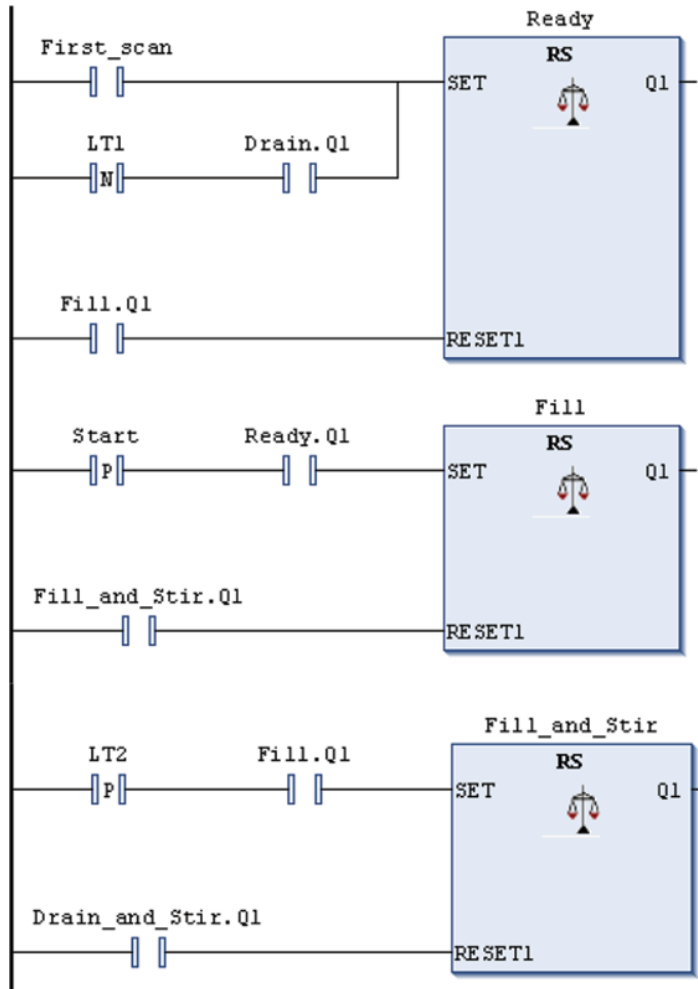 Ready
First_scan
RS
SET Q1
LT1 Drain.Q1
N
Fill.Q1
RESET1
Fill
Start Ready.Q1
RS
P
SET Q1
Fill_and_Stir.Q1
RESET1
Fill_and_Stir
LT2 Fill.Q1
RS
P
SET Q1
Drain_and_Stir.Q1
RESET1